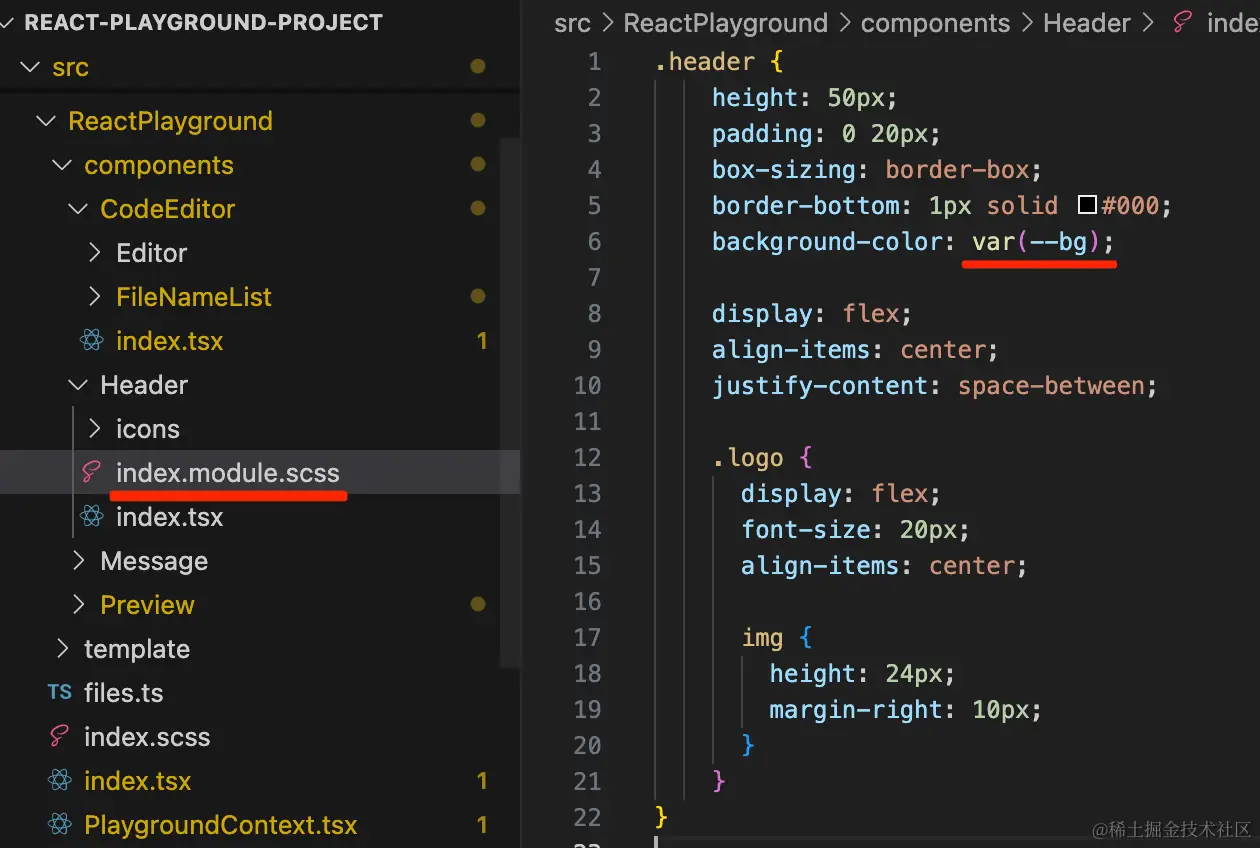 REACT-PLAYGROUND-PROJECT
src
ReactPlayground
components
CodeEditor
Editor
FileNameList
index.tsx 1
Header
icons
index.module.scss
index.tsx
Message
Preview
template
TS files.ts
index.scss
index.tsx 1
PlaygroundContext.tsx 1
src > ReactPlayground > components > Header > inde
1 .header {
2 height: 50px;
3 padding: 0 20px;
4 box-sizing: border-box;
5 border-bottom: 1px solid #000;
6 background-color: var(--bg);
7
8 display: flex;
9 align-items: center;
10 justify-content: space-between;
11
12 .logo {
13 display: flex;
14 font-size: 20px;
15 align-items: center;
16
17 img {
18 height: 24px;
19 margin-right: 10px;
20 }
21 }
22 }
@稀土掘金技术社区